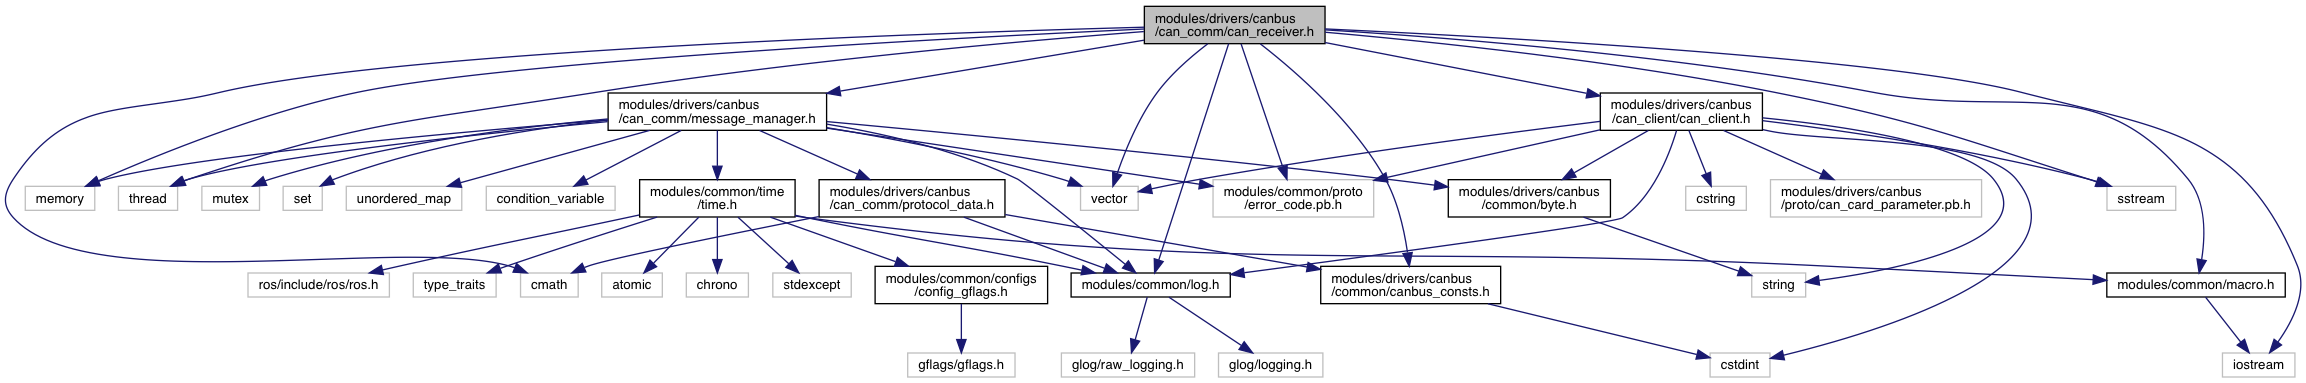 modules/drivers/canbus
/can_comm/can_receiver.h
modules/drivers/canbus
/can_comm/message_manager.h
modules/drivers/canbus
/can_client/can_client.h
memory
thread
mutex
set
unordered_map
condition_variable
modules/common/time
/time.h
modules/drivers/canbus
/can_comm/protocol_data.h
vector
modules/common/proto
/error_code.pb.h
modules/drivers/canbus
/common/byte.h
cstring
modules/drivers/canbus
/proto/can_card_parameter.pb.h
sstream
ros/include/ros/ros.h
type_traits
cmath
atomic
chrono
stdexcept
modules/common/configs
/config_gflags.h
modules/common/log.h
modules/drivers/canbus
/common/canbus_consts.h
string
modules/common/macro.h
gflags/gflags.h
glog/raw_logging.h
glog/logging.h
cstdint
iostream